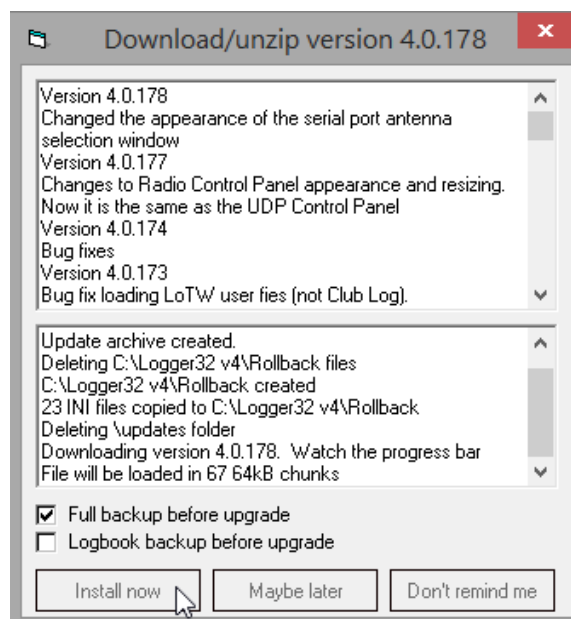 Download/unzip version 4.0.178
Version 4.0.178
Changed the appearance of the serial port antenna
selection window
Version 4.0.177
Changes to Radio Control Panel appearance and resizing.
Now it is the same as the UDP Control Panel
Version 4.0.174
Bug fixes
Version 4.0.173
Bug fix loading LoTW user fies (not Club Log).
Update archive created.
Deleting C:\Logger32 v4\Rollback files
C:\Logger32 v4\Rollback created
23 INI files copied to C:\Logger32 v4\Rollback
Deleting \updates folder
Downloading version 4.0.178.  Watch the progress bar
File will be loaded in 67 64kB chunks
Full backup before upgrade
Logbook backup before upgrade
Install now Maybe later Don't remind me